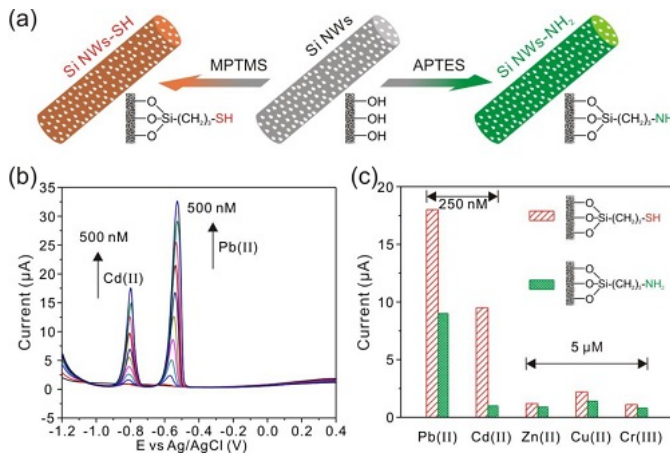 (a)
Si NWs-SH
MPTMS
Si NWs
APTES
Si NWs-NH₂
O
O-Si-(CH₂)₃-SH
O
OH
OH
OH
O
O-Si-(CH₂)₃-NH
O
(b)
Current (µA)
35
30
25
20
15
10
5
0
-5
500 nM
Cd(II)
500 nM
Pb(II)
-1.2 -0.8 -0.6 -0.4 -0.2 0.0 0.2 0.4
E vs Ag/AgCl (V)
(c)
Current (µA)
20
15
10
5
0
250 nM
O
O-Si-(CH₂)₃-SH
O
O
O-Si-(CH₂)₃-NH₂
O
5 µM
Pb(II) Cd(II) Zn(II) Cu(II) Cr(III)